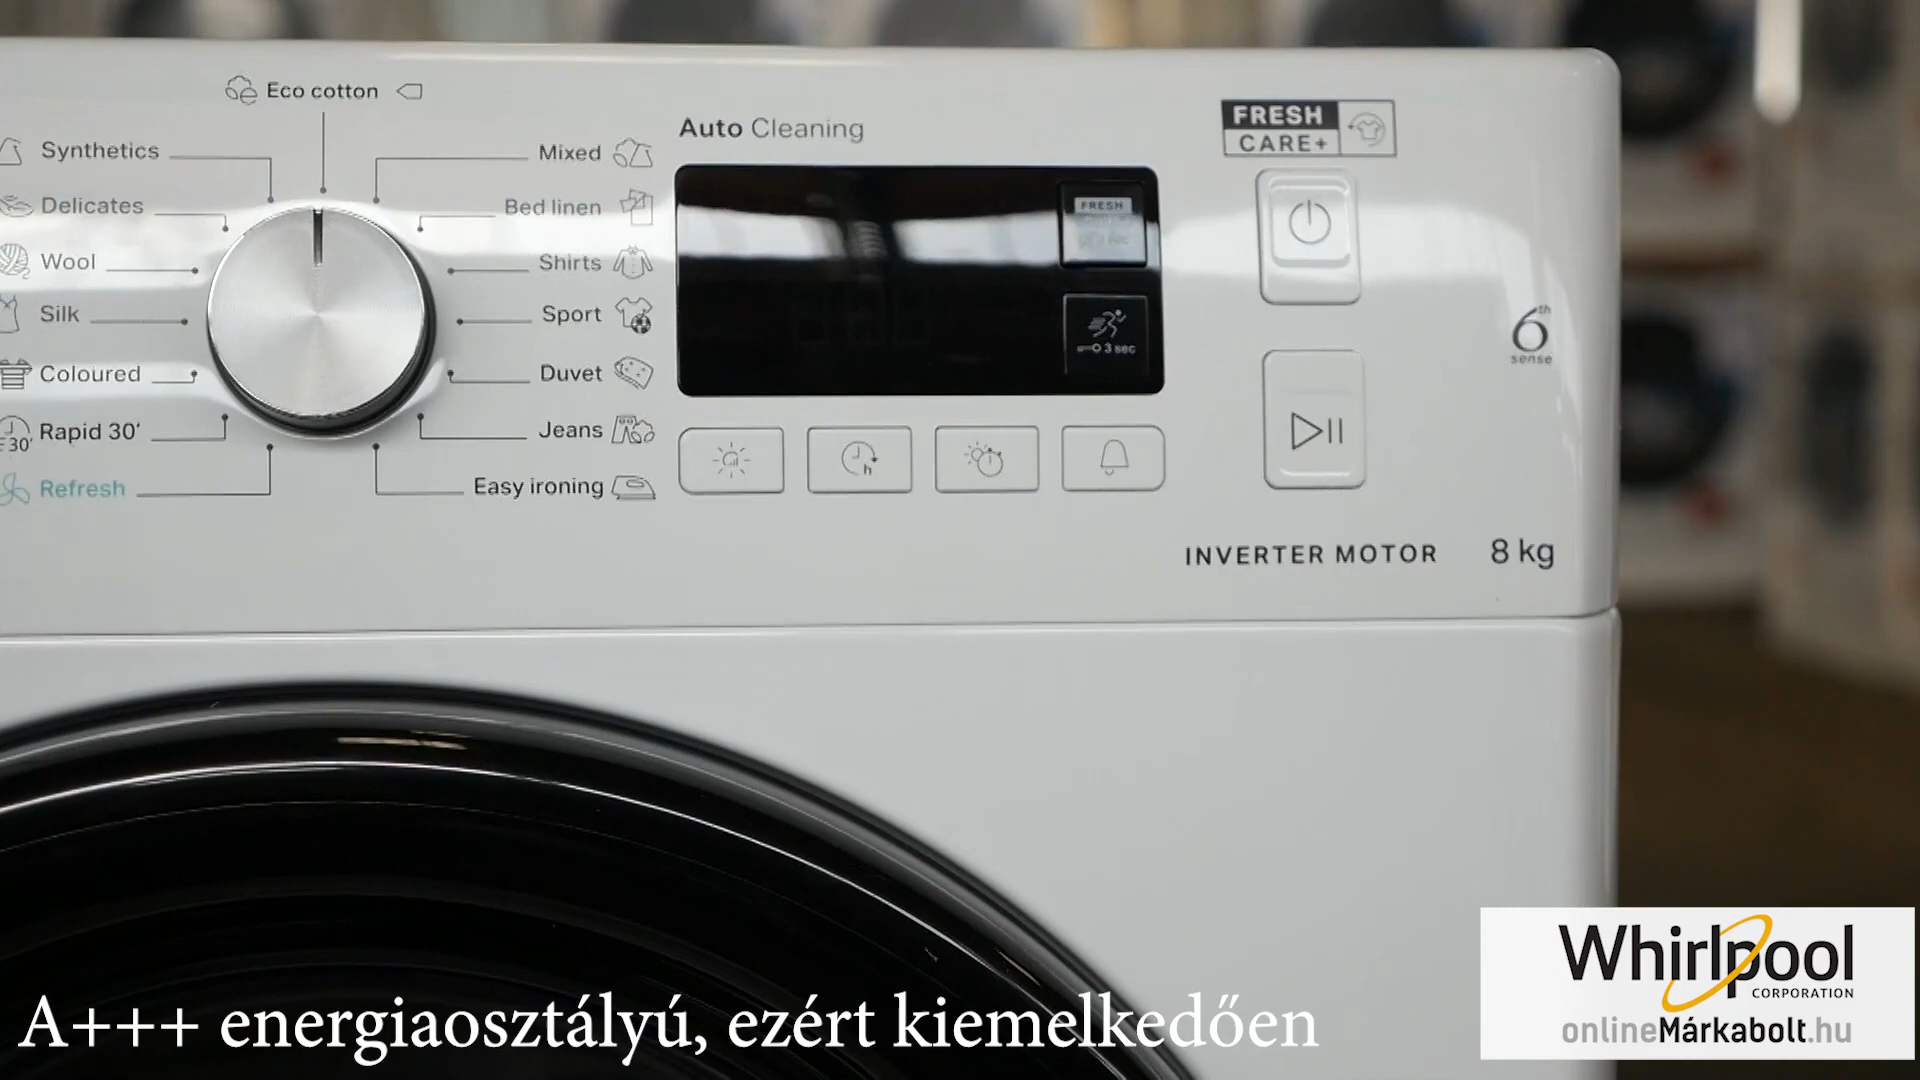 Eco cotton
Synthetics
Delicates
Wool
Silk
Coloured
30'
Rapid 30'
Refresh
Mixed
Bed linen
Shirts
Sport
Duvet
Jeans
Easy ironing
Auto Cleaning
FRESH
3 sec
h
FRESH
CARE+
6th
sense
INVERTER MOTOR
8 kg
A+++ energiaosztályú, ezért kiemelkedően
Whirlpool
CORPORATION
onlineMárkabolt.hu